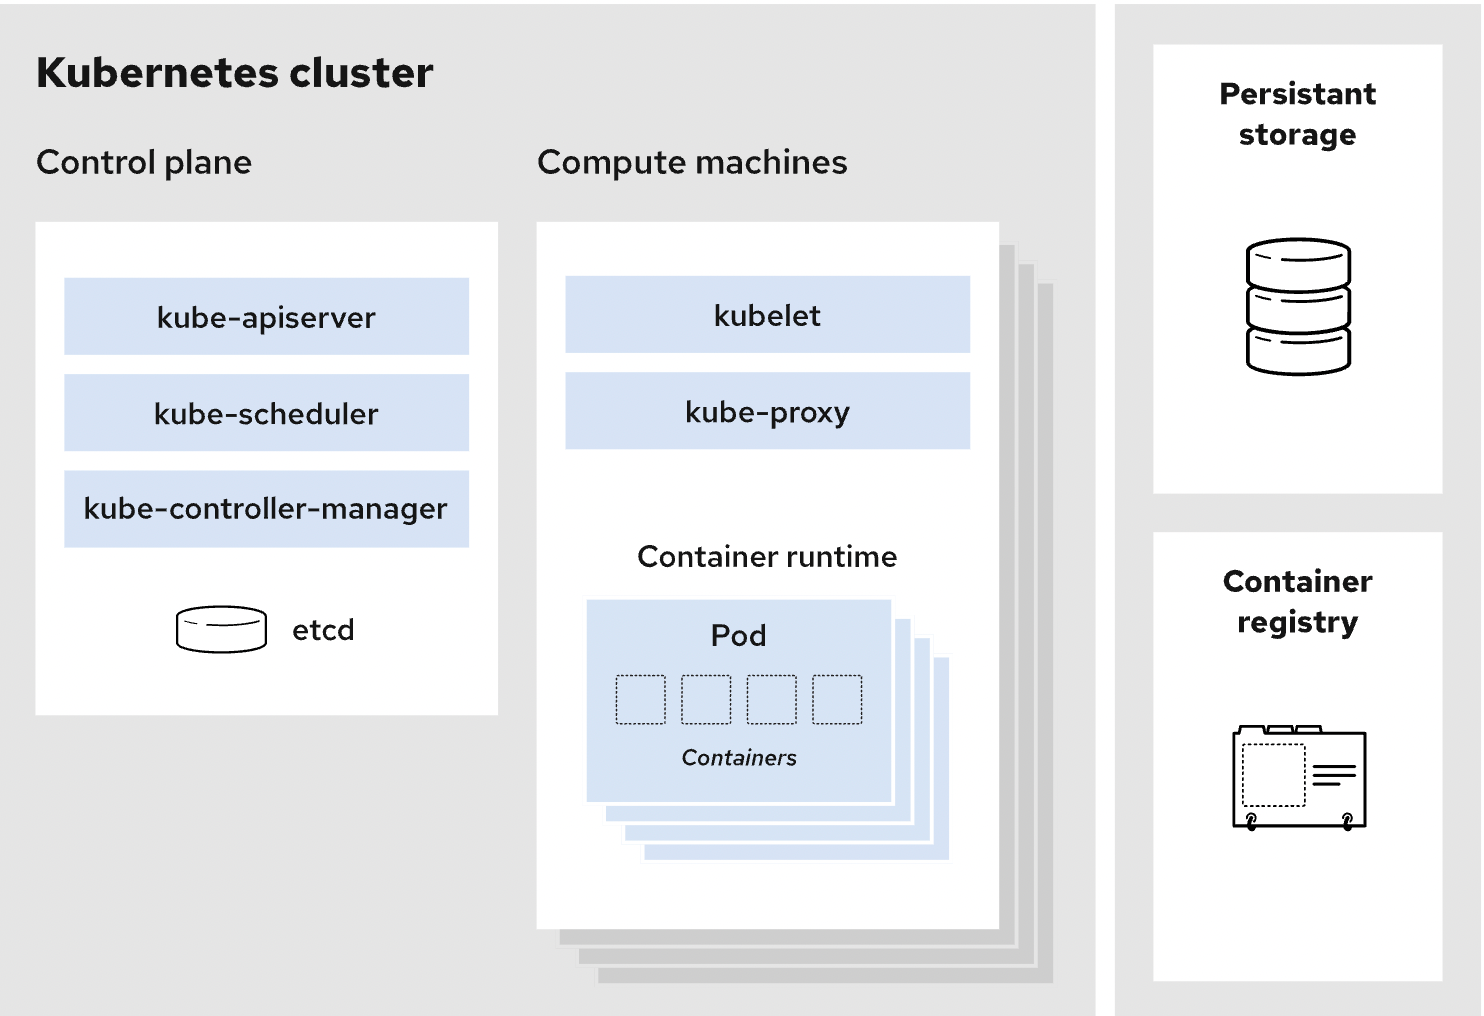 Kubernetes cluster
Control plane
kube-apiserver
kube-scheduler
kube-controller-manager
etcd
Compute machines
kubelet
kube-proxy
Container runtime
Pod
Containers
Persistant
storage
Container
registry